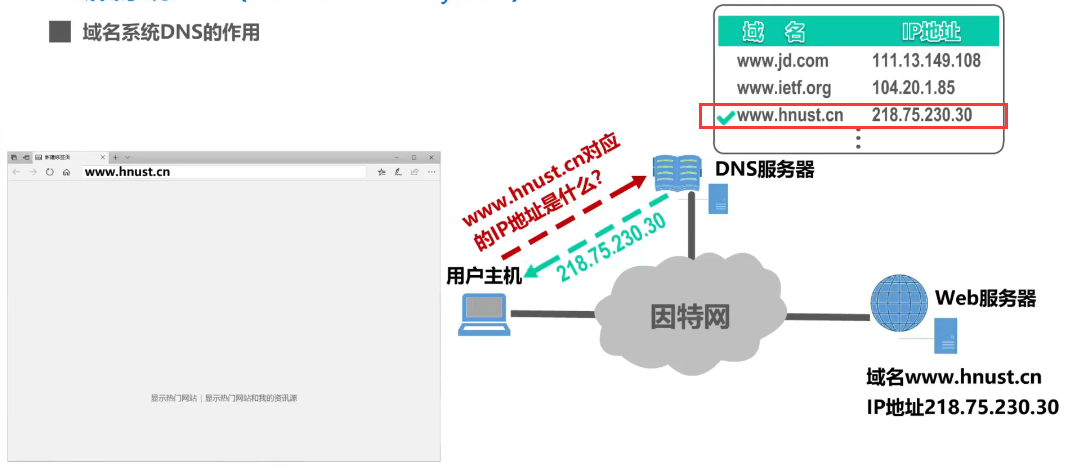 域名系统DNS的作用
域 名 IP地址
www.jd.com 111.13.149.108
www.ietf.org 104.20.1.85
www.hnust.cn 218.75.230.30
新建标签页
www.hnust.cn
www.hnust.cn对应
的IP地址是什么?
218.75.230.30
DNS服务器
用户主机
因特网
Web服务器
域名www.hnust.cn
IP地址218.75.230.30
显示热门网站 | 显示热门网站和我的资讯源